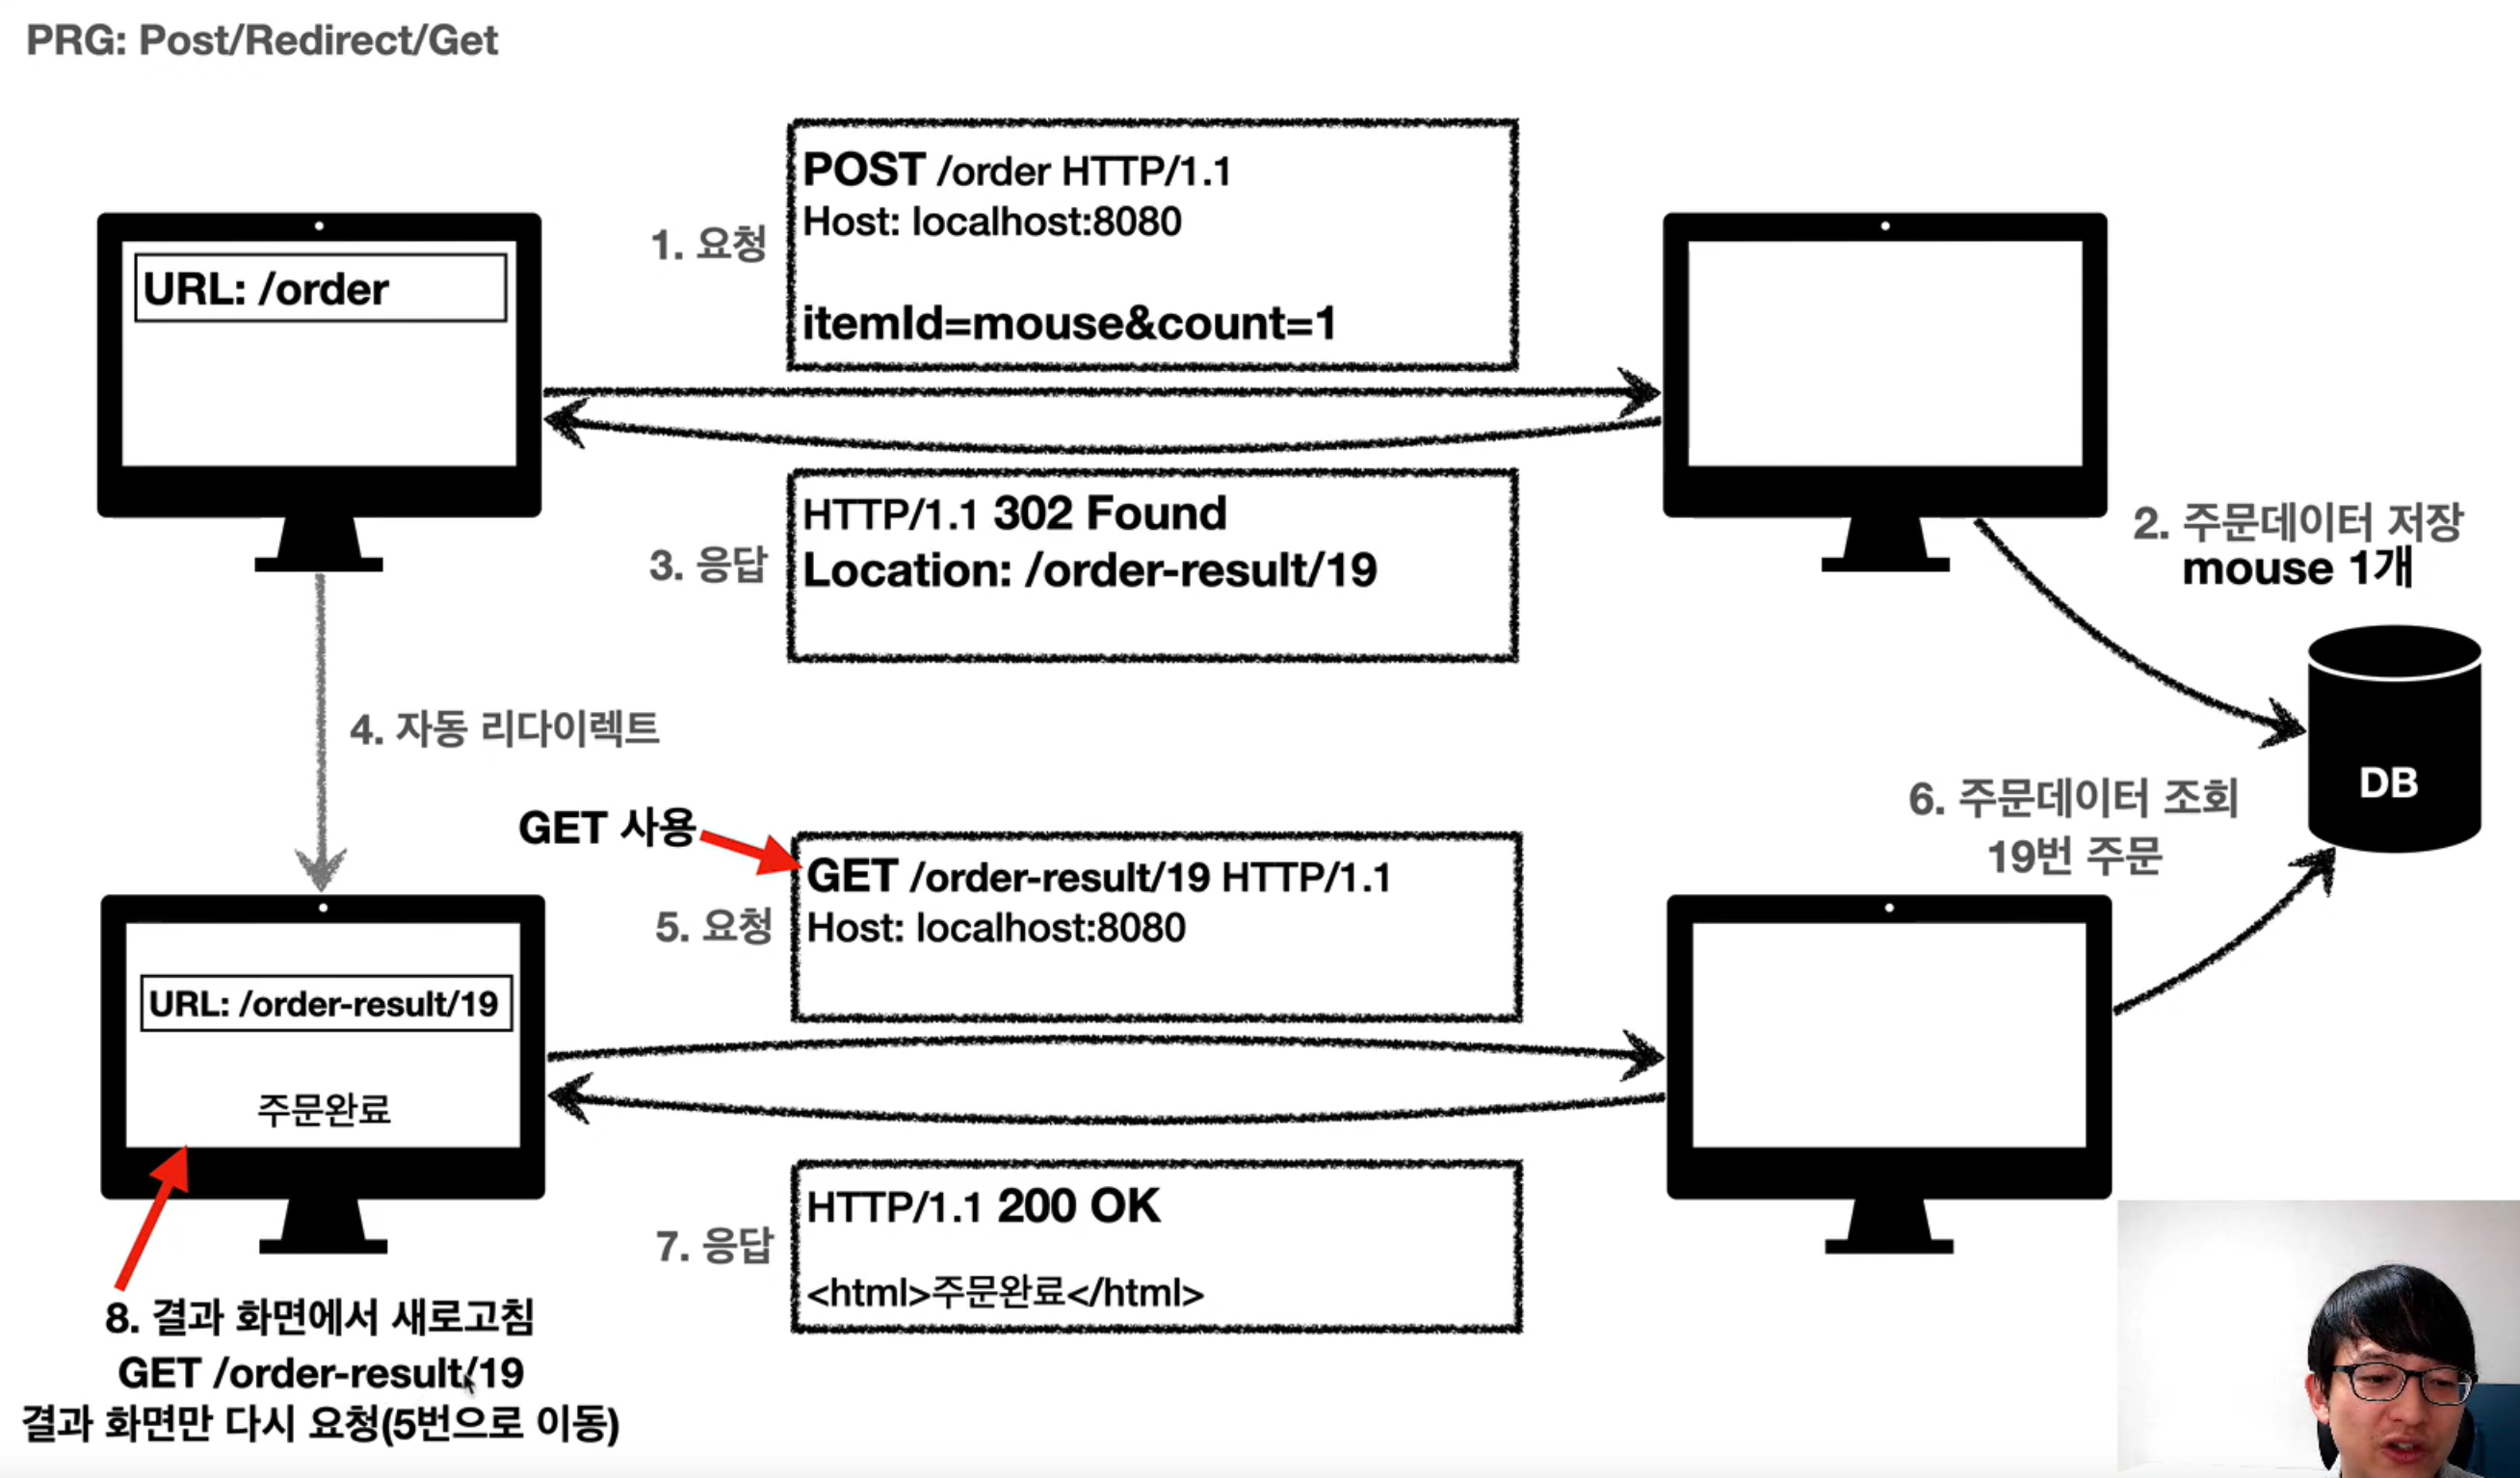 PRG: Post/Redirect/Get
URL: /order
1. 요청
POST /order HTTP/1.1
Host: localhost:8080
itemId=mouse&count=1
2. 주문데이터 저장
mouse 1개
3. 응답
HTTP/1.1 302 Found
Location: /order-result/19
4. 자동 리다이렉트
DB
GET 사용
5. 요청
GET /order-result/19 HTTP/1.1
Host: localhost:8080
6. 주문데이터 조회
19번 주문
URL: /order-result/19
주문완료
7. 응답
HTTP/1.1 200 OK
<html>주문완료</html>
8. 결과 화면에서 새로고침
GET /order-result/19
결과 화면만 다시 요청(5번으로 이동)